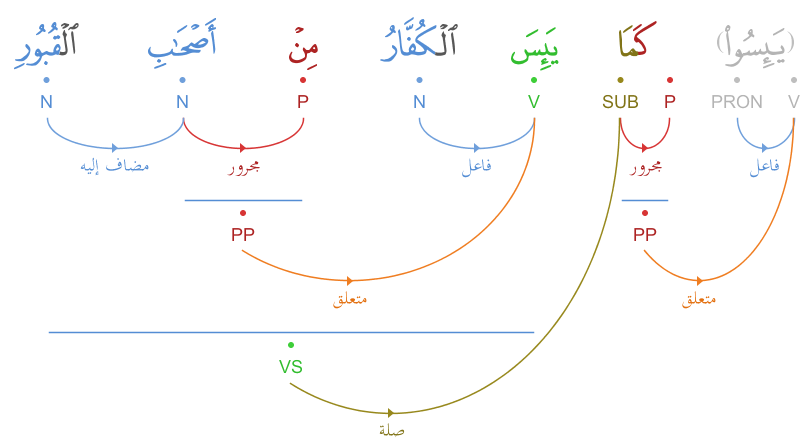 (يَئِسُوا۟) كَمَا يَئِسَ ٱلْكُفَّارُ مِنْ أَصْحَٰبِ ٱلْقُبُورِ
V PRON P SUB V N P N N
فاعل مجرور فاعل مجرور مضاف إليه
PP PP
متعلق متعلق
VS
صلة